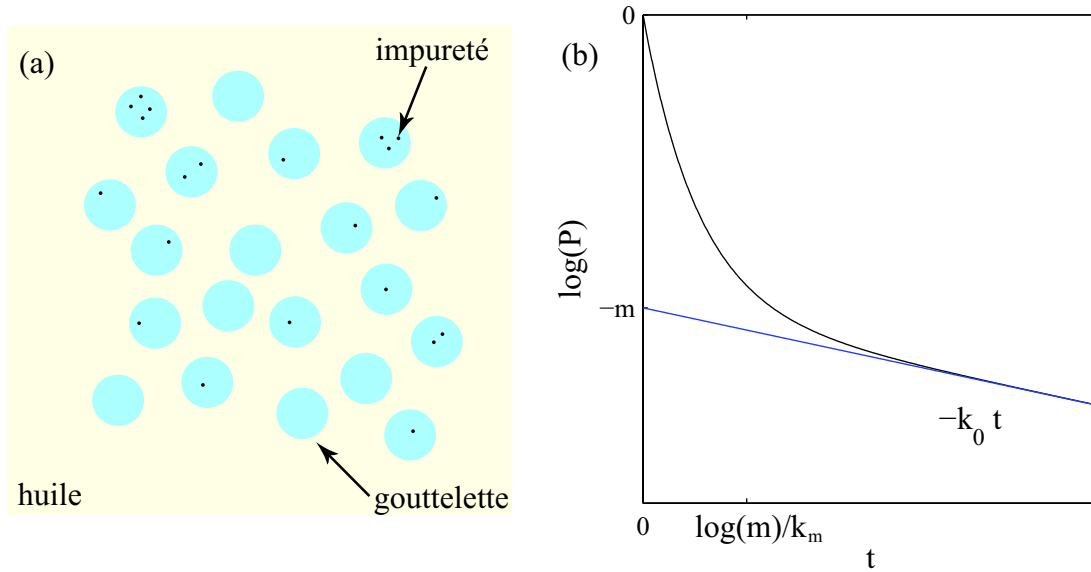 (a)
impureté
huile
gouttelette
(b)
0
log(P)
−m
−k₀ t
0
log(m)/kₘ
t